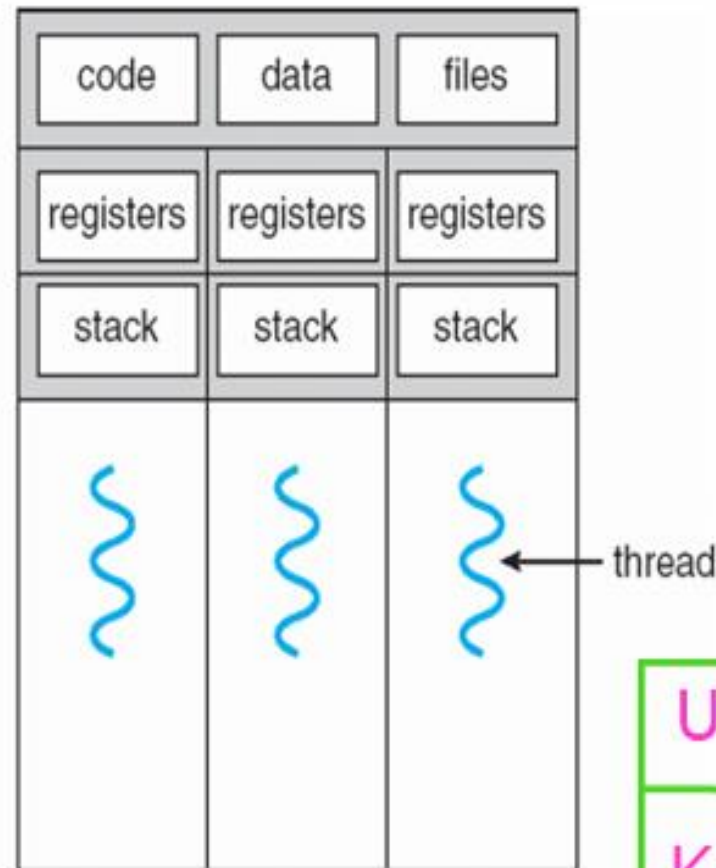 code data files
registers registers registers
stack stack stack
thread
U
K